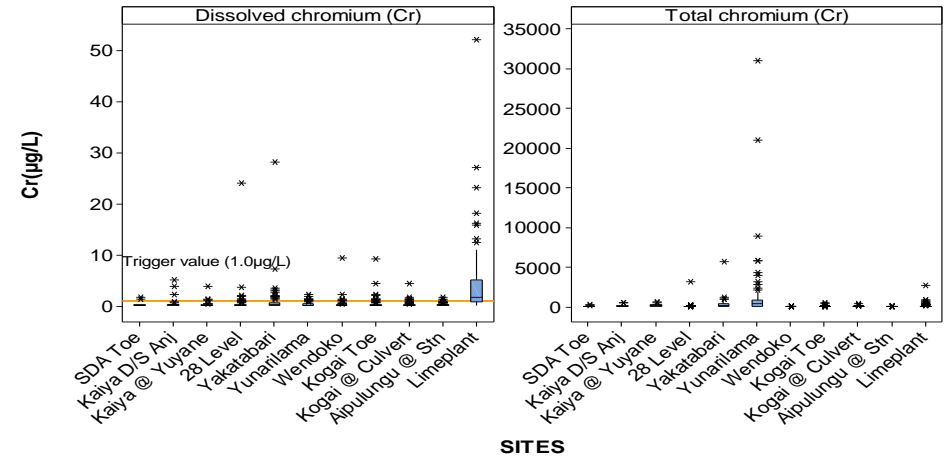 Dissolved chromium (Cr)
Total chromium (Cr)
Cr(µg/L)
50
40
30
20
10
0
Trigger value (1.0µg/L)
35000
30000
25000
20000
15000
10000
5000
0
SDA Toe
Kaiya D/S Anj
Kaiya @ Yuyane
28 Level
Yakatabari
Yunarilama
Wendoko
Kogai Toe
Kogai @ Culvert
Aipulungu @ Stn
Limeplant
SDA Toe
Kaiya D/S Anj
Kaiya @ Yuyane
28 Level
Yakatabari
Yunarilama
Wendoko
Kogai Toe
Kogai @ Culvert
Aipulungu @ Stn
Limeplant
SITES